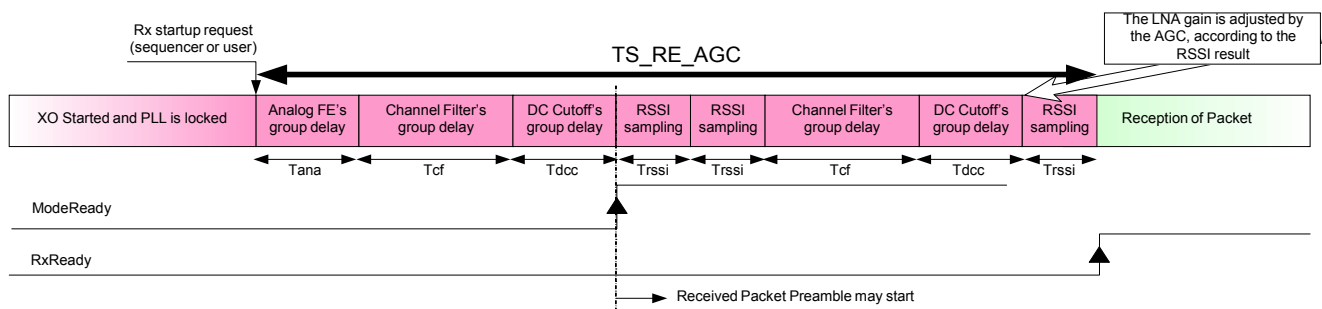 Rx startup request
(sequencer or user)
TS_RE_AGC
The LNA gain is adjusted by
the AGC, according to the
RSSI result
XO Started and PLL is locked
Analog FE's
group delay
Channel Filter's
group delay
DC Cutoff's
group delay
RSSI
sampling
RSSI
sampling
Channel Filter's
group delay
DC Cutoff's
group delay
RSSI
sampling
Reception of Packet
Tana
Tcf
Tdcc
Trssi
Trssi
Tcf
Tdcc
Trssi
ModeReady
RxReady
Received Packet Preamble may start